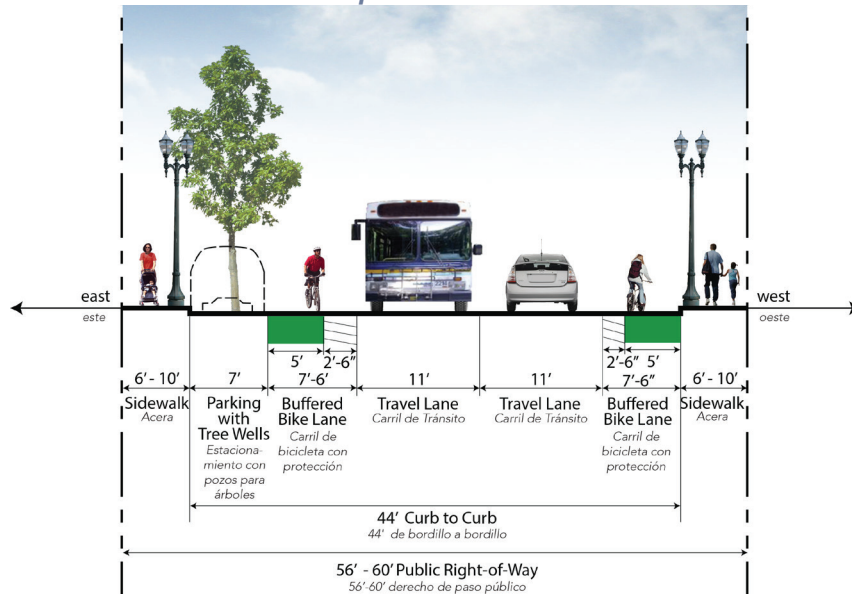 east
este
west
oeste
5'
2'-6"
2'-6"
5'
6' - 10'
7'
7'-6'
11'
11'
7'-6"
6' - 10'
Sidewalk
Acera
Parking
with
Tree Wells
Estaciona-
miento con
pozos para
árboles
Buffered
Bike Lane
Carril de
bicicleta con
protección
Travel Lane
Carril de Tránsito
Travel Lane
Carril de Tránsito
Buffered
Bike Lane
Carril de
bicicleta con
protección
Sidewalk
Acera
44' Curb to Curb
44' de bordillo a bordillo
56' - 60' Public Right-of-Way
56'-60' derecho de paso público